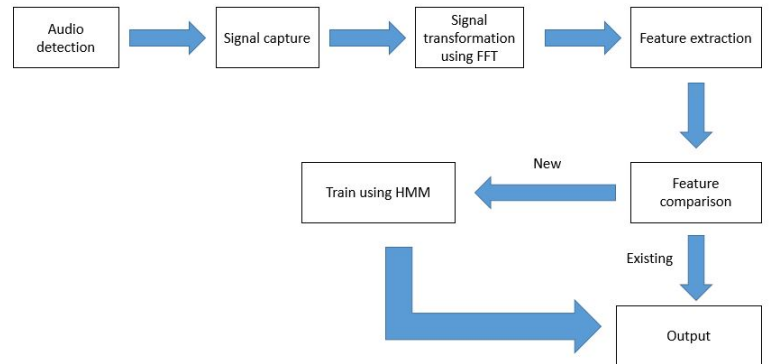 Audio
detection
Signal capture
Signal
transformation
using FFT
Feature extraction
New
Train using HMM
Feature
comparison
Existing
Output